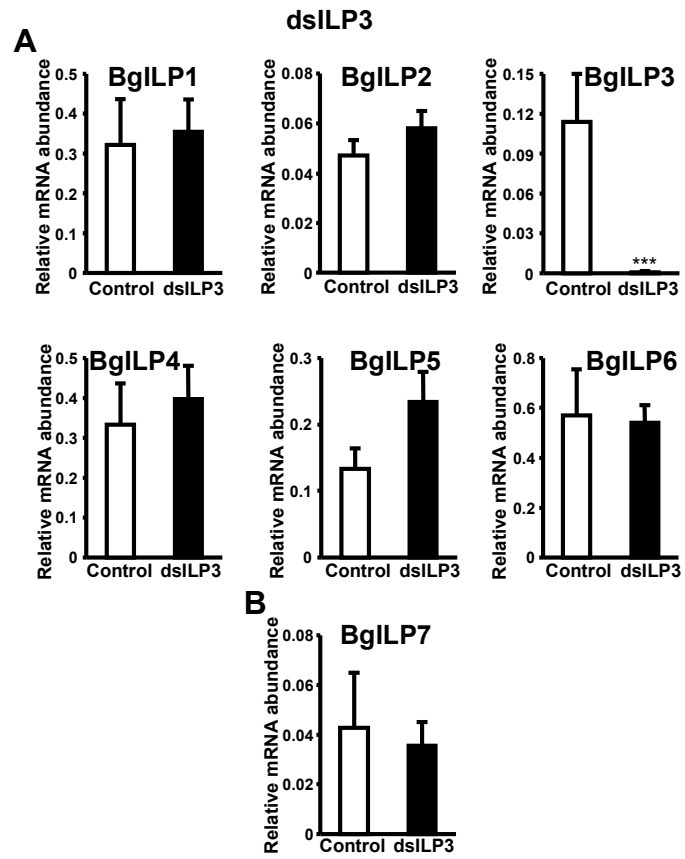 dsILP3
A
BgILP1
Relative mRNA abundance
0.5
0.4
0.3
0.2
0.1
0
Control dsILP3
BgILP2
Relative mRNA abundance
0.08
0.06
0.04
0.02
0
Control dsILP3
BgILP3
Relative mRNA abundance
0.15
0.12
0.09
0.06
0.03
0
***
Control dsILP3
BgILP4
Relative mRNA abundance
0.5
0.4
0.3
0.2
0.1
0
Control dsILP3
BgILP5
Relative mRNA abundance
0.3
0.2
0.1
0
Control dsILP3
BgILP6
Relative mRNA abundance
0.8
0.6
0.4
0.2
0
Control dsILP3
B
BgILP7
Relative mRNA abundance
0.08
0.06
0.04
0.02
0.00
Control dsILP3